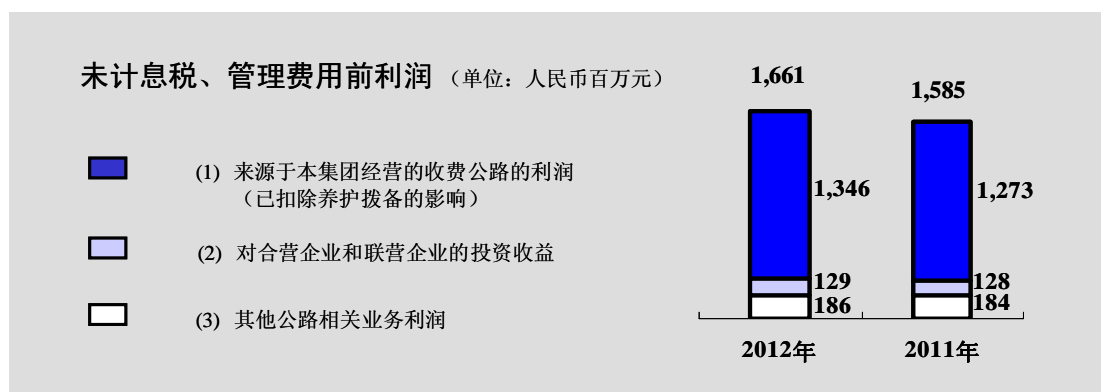 未计息税、管理费用前利润 （单位：人民币百万元）
(1) 来源于本集团经营的收费公路的利润
（已扣除养护拨备的影响）
(2) 对合营企业和联营企业的投资收益
(3) 其他公路相关业务利润
1,661
1,585
1,346
1,273
129
128
186
184
2012年
2011年